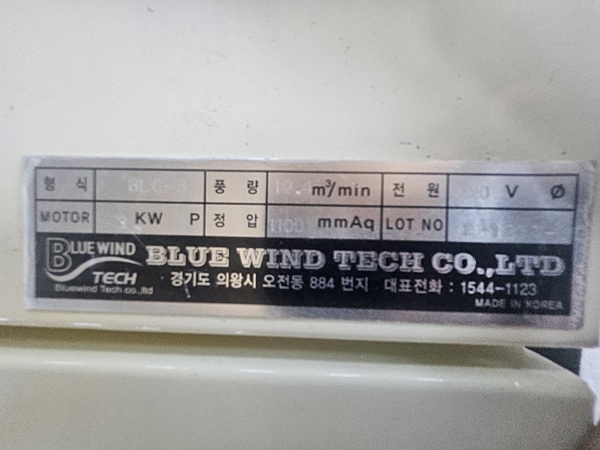 형 식 풍 량 m³/min 전 원 V Ø
MOTOR KW P 정 압 1100 mmAq LOT NO
BLUE WIND TECH
Bluewind Tech co.,ltd
BLUE WIND TECH CO.,LTD
경기도 의왕시 오전동 884 번지 대표전화 : 1544-1123
MADE IN KOREA